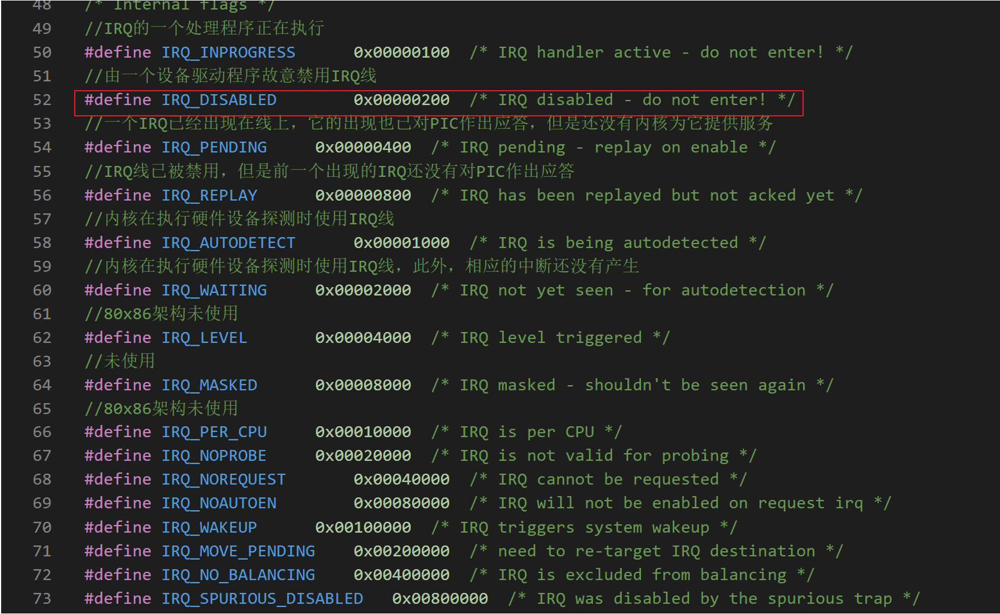 48 /* Internal flags */
49 //IRQ的一个处理程序正在执行
50 #define IRQ_INPROGRESS 0x00000100 /* IRQ handler active - do not enter! */
51 //由一个设备驱动程序故意禁用IRQ线
52 #define IRQ_DISABLED 0x00000200 /* IRQ disabled - do not enter! */
53 //一个IRQ已经出现在线上，它的出现也已对PIC作出应答，但是还没有内核为它提供服务
54 #define IRQ_PENDING 0x00000400 /* IRQ pending - replay on enable */
55 //IRQ线已被禁用，但是前一个出现的IRQ还没有对PIC作出应答
56 #define IRQ_REPLAY 0x00000800 /* IRQ has been replayed but not acked yet */
57 //内核在执行硬件设备探测时使用IRQ线
58 #define IRQ_AUTODETECT 0x00001000 /* IRQ is being autodetected */
59 //内核在执行硬件设备探测时使用IRQ线，此外，相应的中断还没有产生
60 #define IRQ_WAITING 0x00002000 /* IRQ not yet seen - for autodetection */
61 //80x86架构未使用
62 #define IRQ_LEVEL 0x00004000 /* IRQ level triggered */
63 //未使用
64 #define IRQ_MASKED 0x00008000 /* IRQ masked - shouldn't be seen again */
65 //80x86架构未使用
66 #define IRQ_PER_CPU 0x00010000 /* IRQ is per CPU */
67 #define IRQ_NOPROBE 0x00020000 /* IRQ is not valid for probing */
68 #define IRQ_NOREQUEST 0x00040000 /* IRQ cannot be requested */
69 #define IRQ_NOAUTOEN 0x00080000 /* IRQ will not be enabled on request irq */
70 #define IRQ_WAKEUP 0x00100000 /* IRQ triggers system wakeup */
71 #define IRQ_MOVE_PENDING 0x00200000 /* need to re-target IRQ destination */
72 #define IRQ_NO_BALANCING 0x00400000 /* IRQ is excluded from balancing */
73 #define IRQ_SPURIOUS_DISABLED 0x00800000 /* IRQ was disabled by the spurious trap */